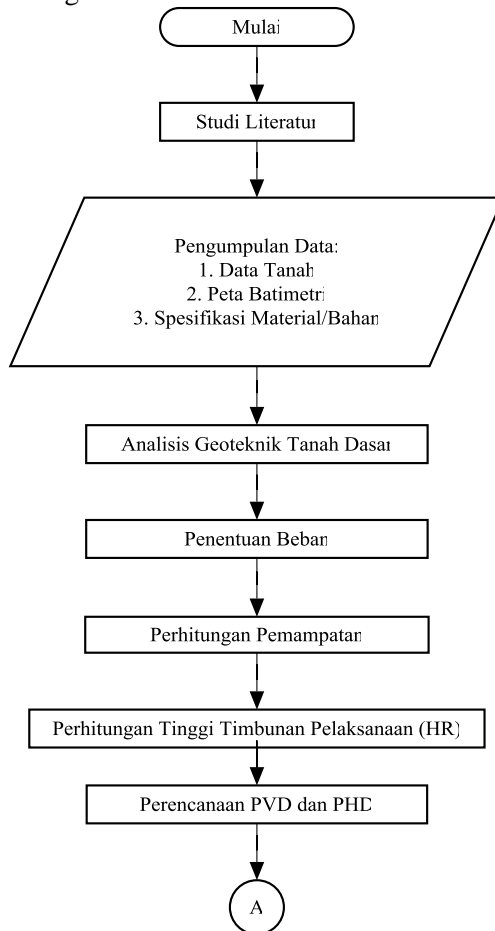 Mulai
Studi Literatur
Pengumpulan Data:
1. Data Tanah
2. Peta Batimetri
3. Spesifikasi Material/Bahan
Analisis Geoteknik Tanah Dasar
Penentuan Beban
Perhitungan Pemampatan
Perhitungan Tinggi Timbunan Pelaksanaan (HR)
Perencanaan PVD dan PHD
A